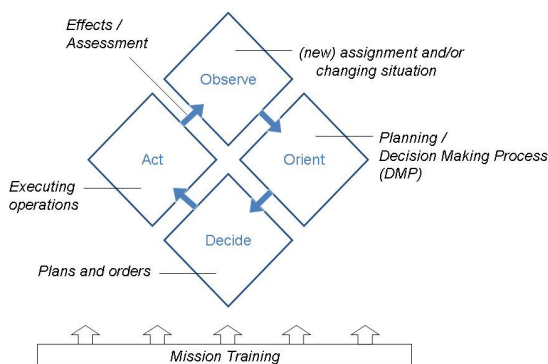 Effects /
Assessment
(new) assignment and/or
changing situation
Observe
Act
Orient
Planning /
Decision Making Process
(DMP)
Executing
operations
Decide
Plans and orders
Mission Training